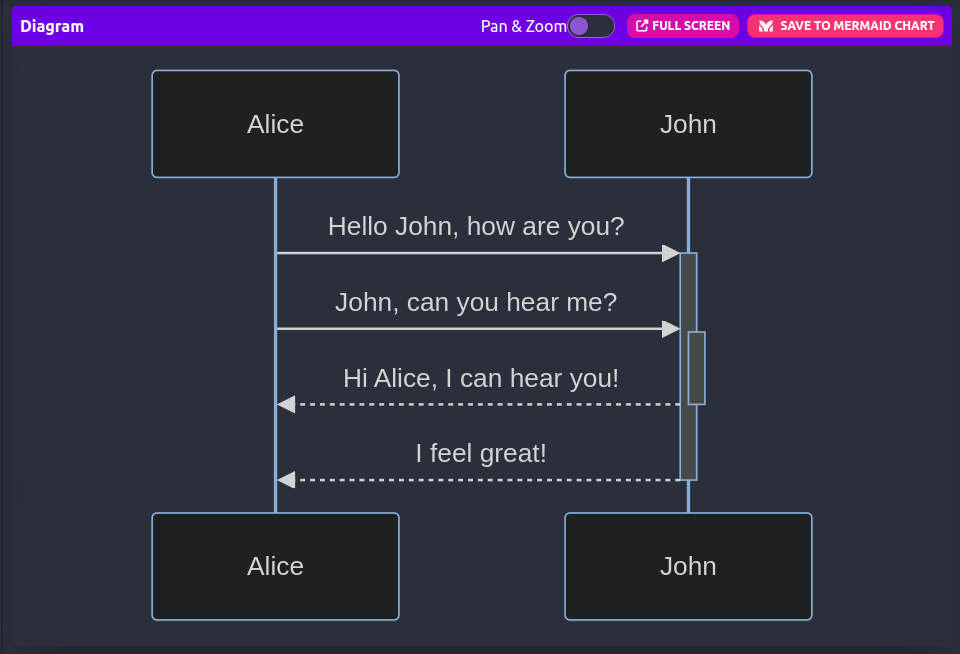 Diagram
Pan & Zoom
FULL SCREEN
SAVE TO MERMAID CHART
Alice
John
Hello John, how are you?
John, can you hear me?
Hi Alice, I can hear you!
I feel great!
Alice
John